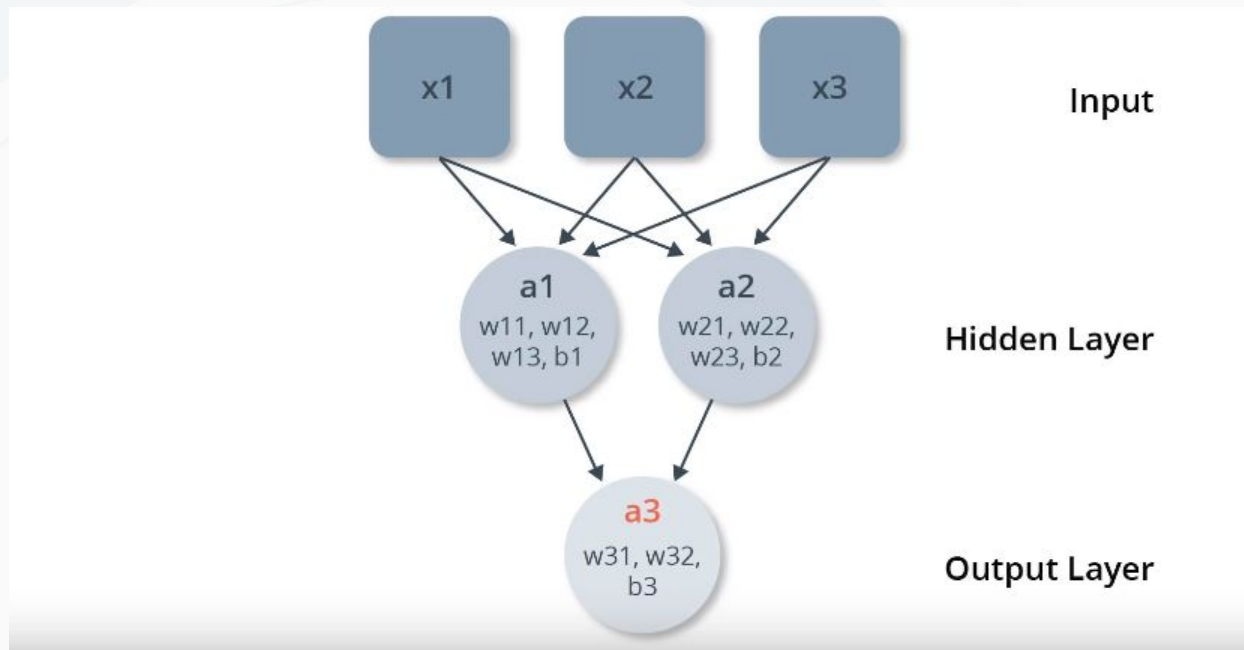 x1 x2 x3
Input
a1
w11, w12,
w13, b1
a2
w21, w22,
w23, b2
Hidden Layer
a3
w31, w32,
b3
Output Layer